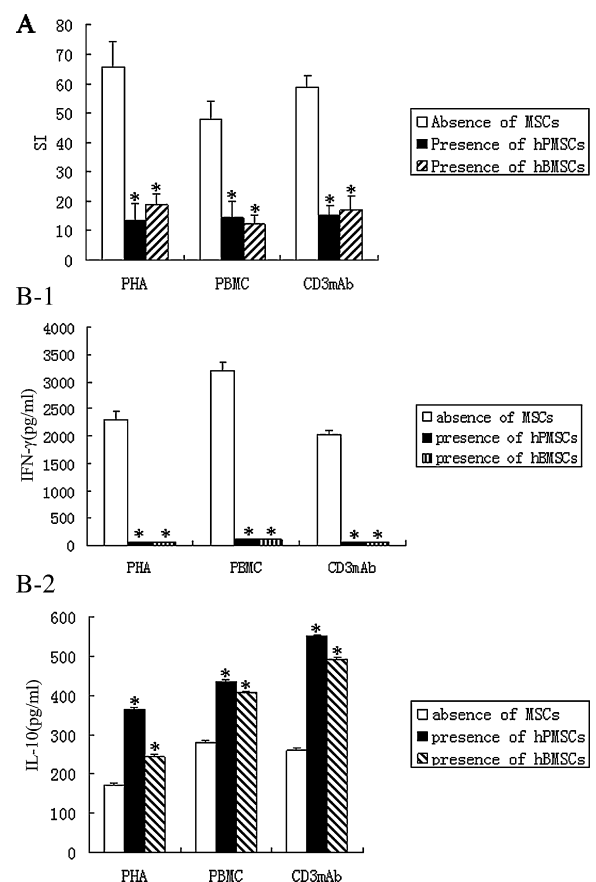 A
SI
80
70
60
50
40
30
20
10
0
* * * * * *
PHA PBMC CD3mAb
Absence of MSCs
Presence of hPMSCs
Presence of hBMSCs
B-1
IFN-γ(pg/ml)
4000
3500
3000
2500
2000
1500
1000
500
0
* * * * * *
PHA PBMC CD3mAb
absence of MSCs
presence of hPMSCs
presence of hBMSCs
B-2
IL-10(pg/ml)
600
500
400
300
200
100
0
* * * * * *
PHA PBMC CD3mAb
absence of MSCs
presence of hPMSCs
presence of hBMSCs